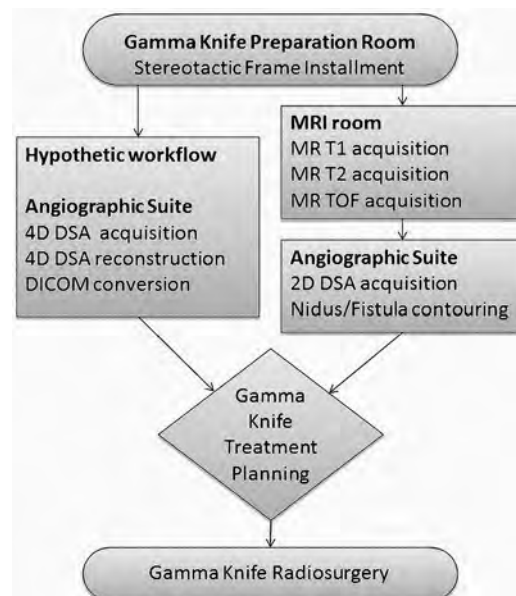 Gamma Knife Preparation Room
Stereotactic Frame Installment
Hypothetic workflow
Angiographic Suite
4D DSA acquisition
4D DSA reconstruction
DICOM conversion
MRI room
MR T1 acquisition
MR T2 acquisition
MR TOF acquisition
Angiographic Suite
2D DSA acquisition
Nidus/Fistula contouring
Gamma
Knife
Treatment
Planning
Gamma Knife Radiosurgery